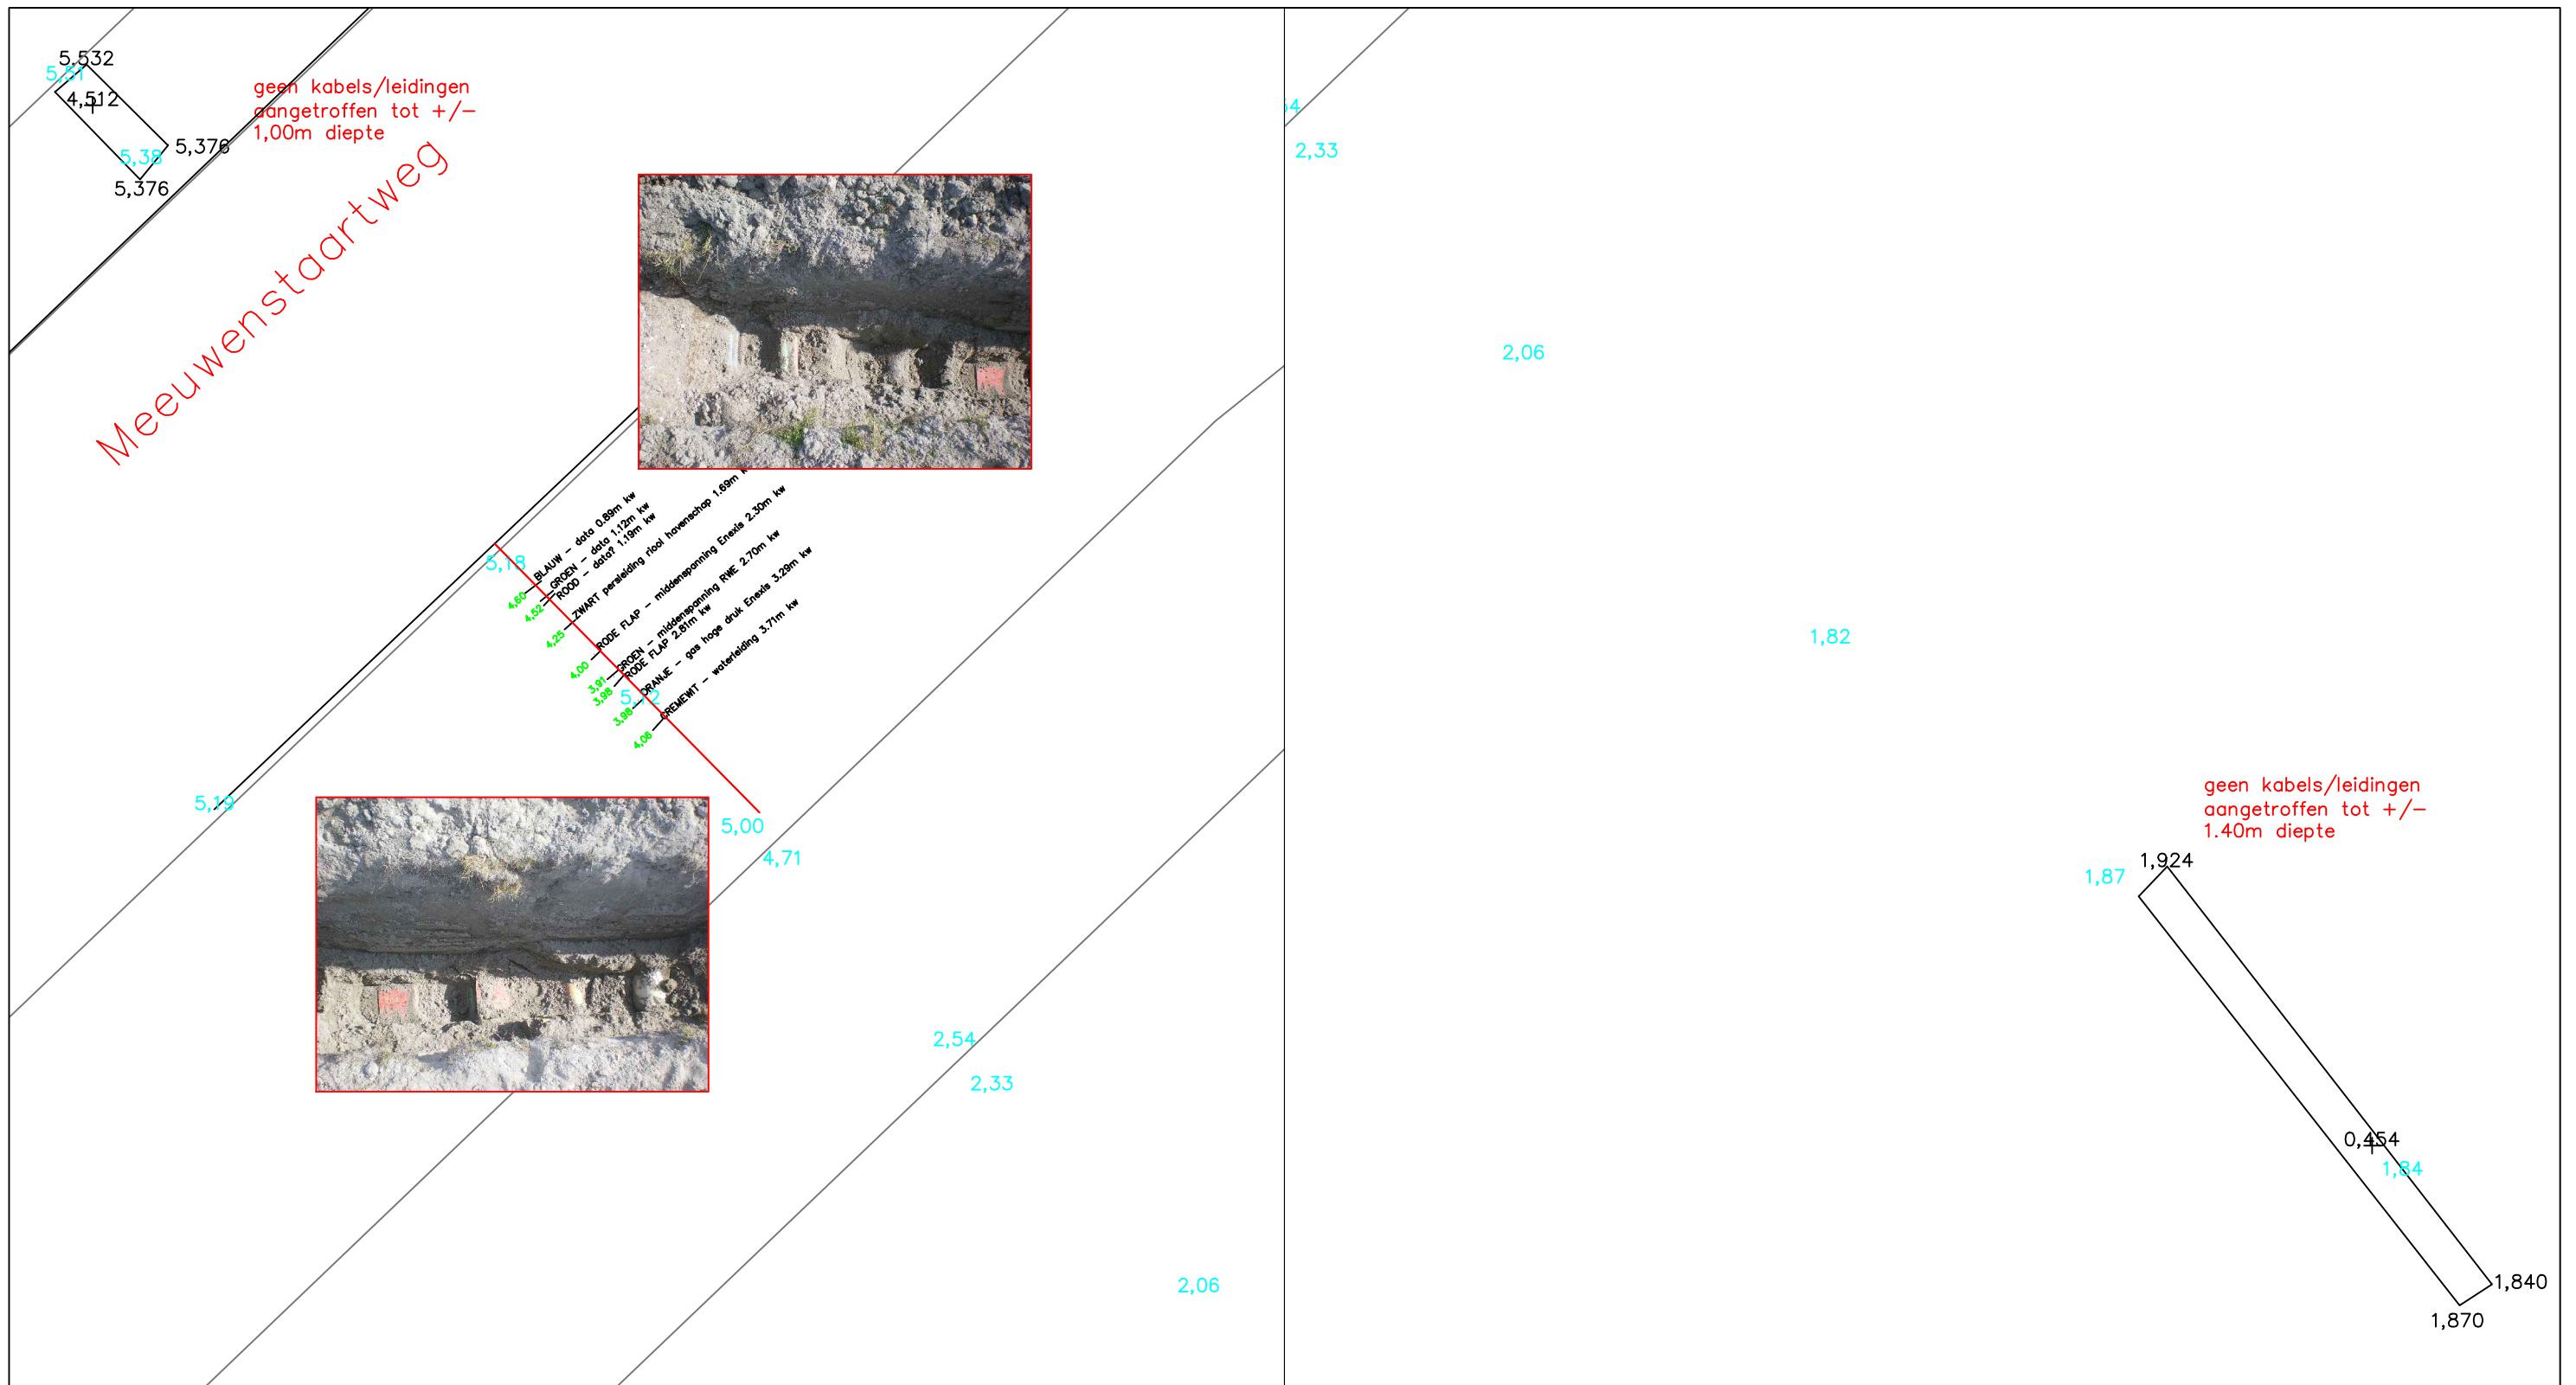 5,532
5,51
4,512
5,376
5,38
5,376
geen kabels/leidingen
aangetroffen tot +/-
1,00m diepte
Meeuwenstaartweg
5,18
BLAUW - data 0.89m kw
GROEN - data 1.12m kw
ROOD - data? 1.19m kw
ZWART persleiding riool havenschap 1.69m
RODE FLAP - middenspanning Enexis 2.30m kw
GROEN - middenspanning RWE 2.70m kw
RODE FLAP 2.81m kw
ORANJE - gas hoge druk Enexis 3.29m kw
CREMEWIT - waterleiding 3.71m kw
4,60
4,52
4,25
4,00
3,91
3,98
3,98
4,06
5,12
5,19
5,00
4,71
2,54
2,33
2,06
2,33
2,06
1,82
geen kabels/leidingen
aangetroffen tot +/-
1.40m diepte
1,924
1,87
0,454
1,84
1,840
1,870